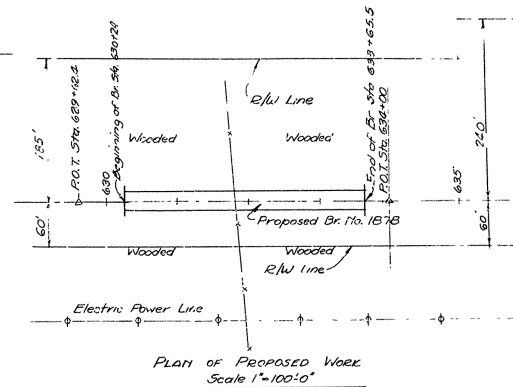 R/W Line
185'
240'
P.O.T. Sta. 629+12.4
Beginning of Br. Sta. 630+24
End of Br Sta 633+65.5
P.O.T. Sta. 634+00
Wooded
Wooded
630
635
Proposed Br. No. 1878
60'
60'
Wooded
Wooded
R/W Line
Electric Power Line
PLAN OF PROPOSED WORK
Scale 1"=100'-0"